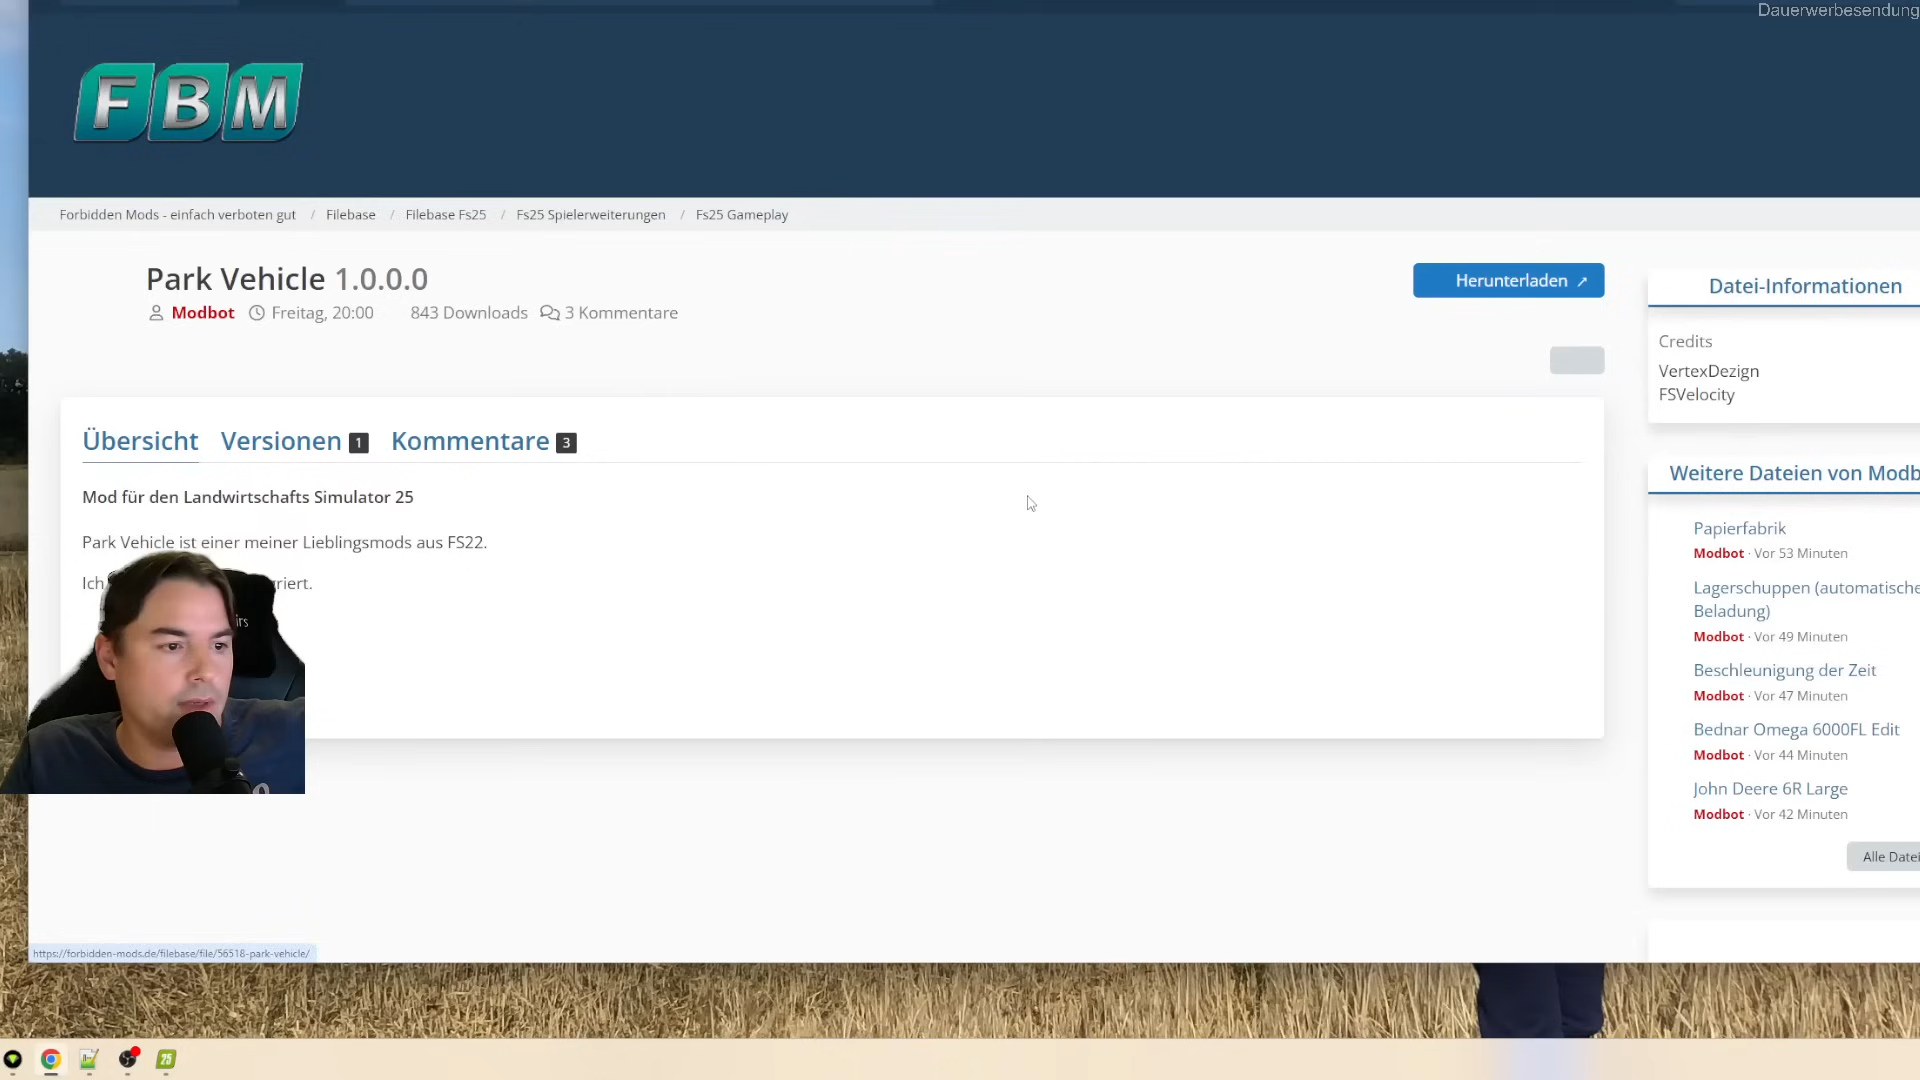 Dauerwerbesendung
FBM
Forbidden Mods - einfach verboten gut / Filebase / Filebase Fs25 / Fs25 Spielerweiterungen / Fs25 Gameplay
Park Vehicle 1.0.0.0
Herunterladen
Modbot Freitag, 20:00 843 Downloads 3 Kommentare
Übersicht Versionen 1 Kommentare 3
Mod für den Landwirtschafts Simulator 25
Park Vehicle ist einer meiner Lieblingsmods aus FS22.
Ich riert.
Datei-Informationen
Credits
VertexDezign
FSVelocity
Weitere Dateien von Modb
Papierfabrik
Modbot · Vor 53 Minuten
Lagerschuppen (automatische
Beladung)
Modbot · Vor 49 Minuten
Beschleunigung der Zeit
Modbot · Vor 47 Minuten
Bednar Omega 6000FL Edit
Modbot · Vor 44 Minuten
John Deere 6R Large
Modbot · Vor 42 Minuten
Alle Datei
https://forbidden-mods.de/filebase/file/56518-park-vehicle/
25